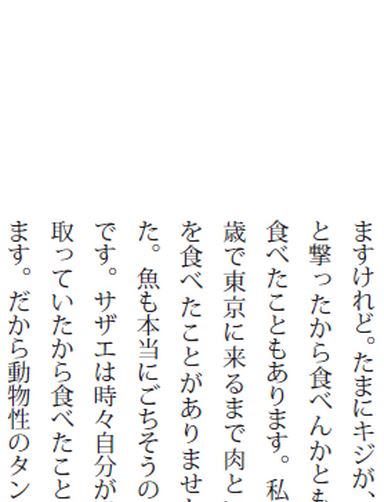 ますけれど。たまにキジが、
と撃ったから食べんかとも
食べたこともあります。私
歳で東京に来るまで肉と
を食べたことがありませ
た。魚も本当にごちそうの
です。サザエは時々自分が
取っていたから食べたこと
ます。だから動物性のタン